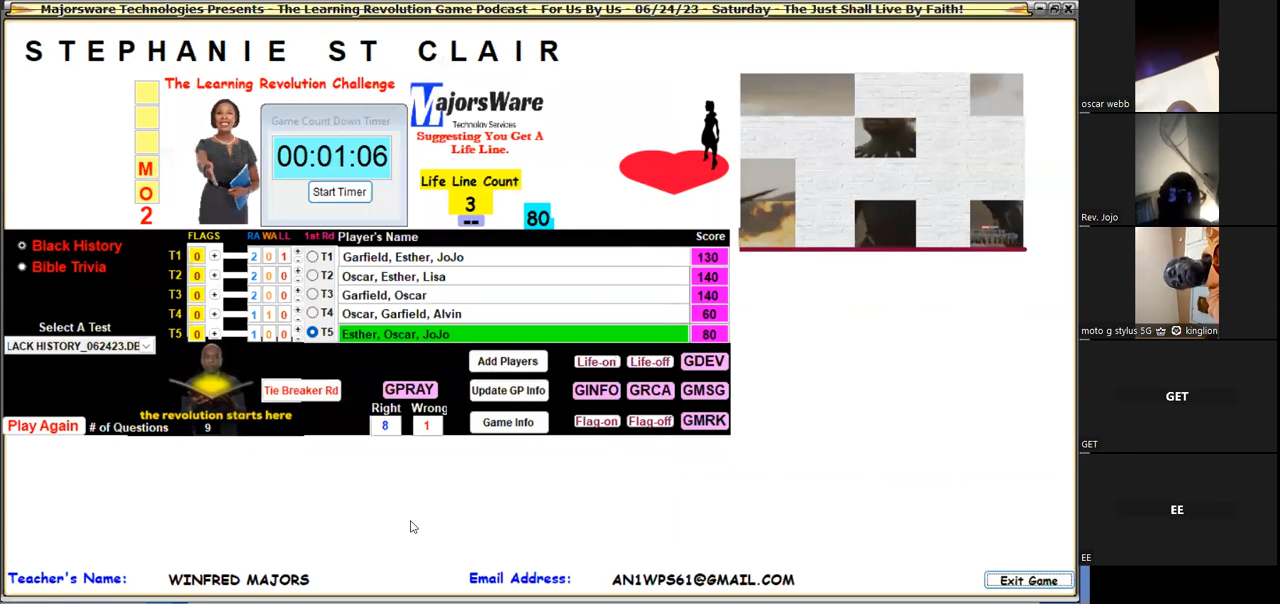 Majorsware Technologies Presents - The Learning Revolution Game Podcast - For Us By Us - 06/24/23 - Saturday - The Just Shall Live By Faith!
STEPHANIE ST CLAIR
The Learning Revolution Challenge
MajorsWare
Technology Services
Suggesting You Get A
Life Line.
Game Count Down Timer
00:01:06
Start Timer
Life Line Count
3
--
80
M
O
2
Black History
Bible Trivia
Select A Test
LACK HISTORY_062423.DE
FLAGS RA WA LL 1st Rd Player's Name Score
T1 0 + 2 0 1 + - T1 Garfield, Esther, JoJo 130
T2 0 + 2 0 0 + - T2 Oscar, Esther, Lisa 140
T3 0 + 2 0 0 + - T3 Garfield, Oscar 140
T4 0 + 1 1 0 + - T4 Oscar, Garfield, Alvin 60
T5 0 + 1 0 0 + - T5 Esther, Oscar, JoJo 80
the revolution starts here
Play Again # of Questions 9
Tie Breaker Rd
GPRAY
Right Wrong
8 1
Add Players Life-on Life-off GDEV
Update GP Info GINFO GRCA GMSG
Game Info Flag-on Flag-off GMRK
Teacher's Name: WINFRED MAJORS Email Address: AN1WPS61@GMAIL.COM Exit Game
oscar webb
Rev. Jojo
moto g stylus 5G kinglion
GET
GET
EE
EE